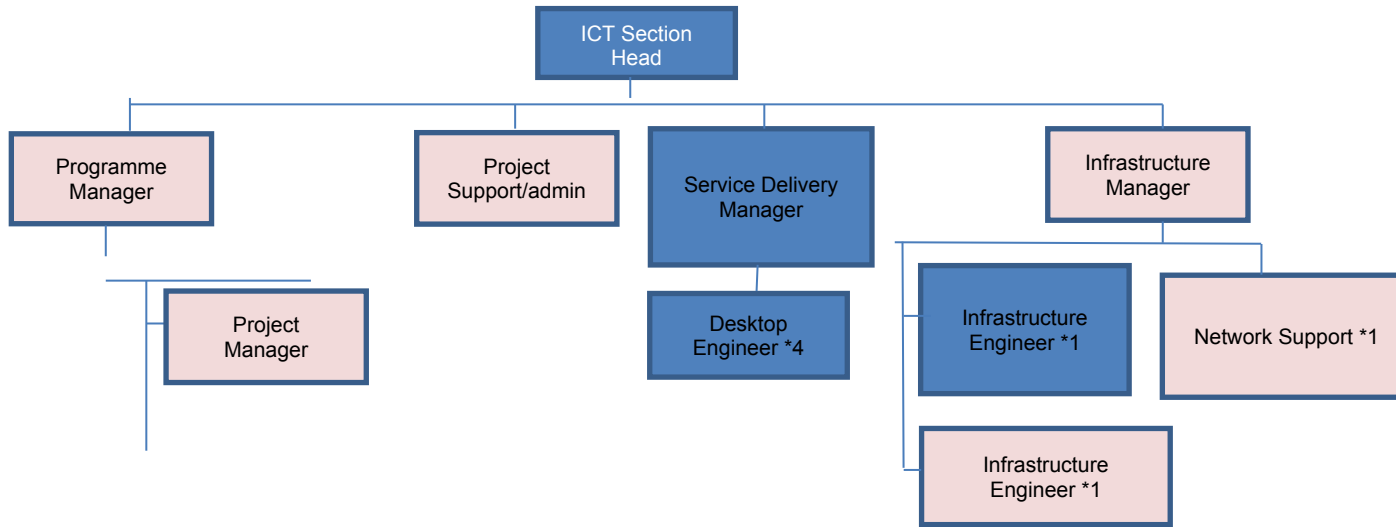 ICT Section
Head
Programme
Manager
Project
Support/admin
Service Delivery
Manager
Infrastructure
Manager
Project
Manager
Desktop
Engineer *4
Infrastructure
Engineer *1
Network Support *1
Infrastructure
Engineer *1